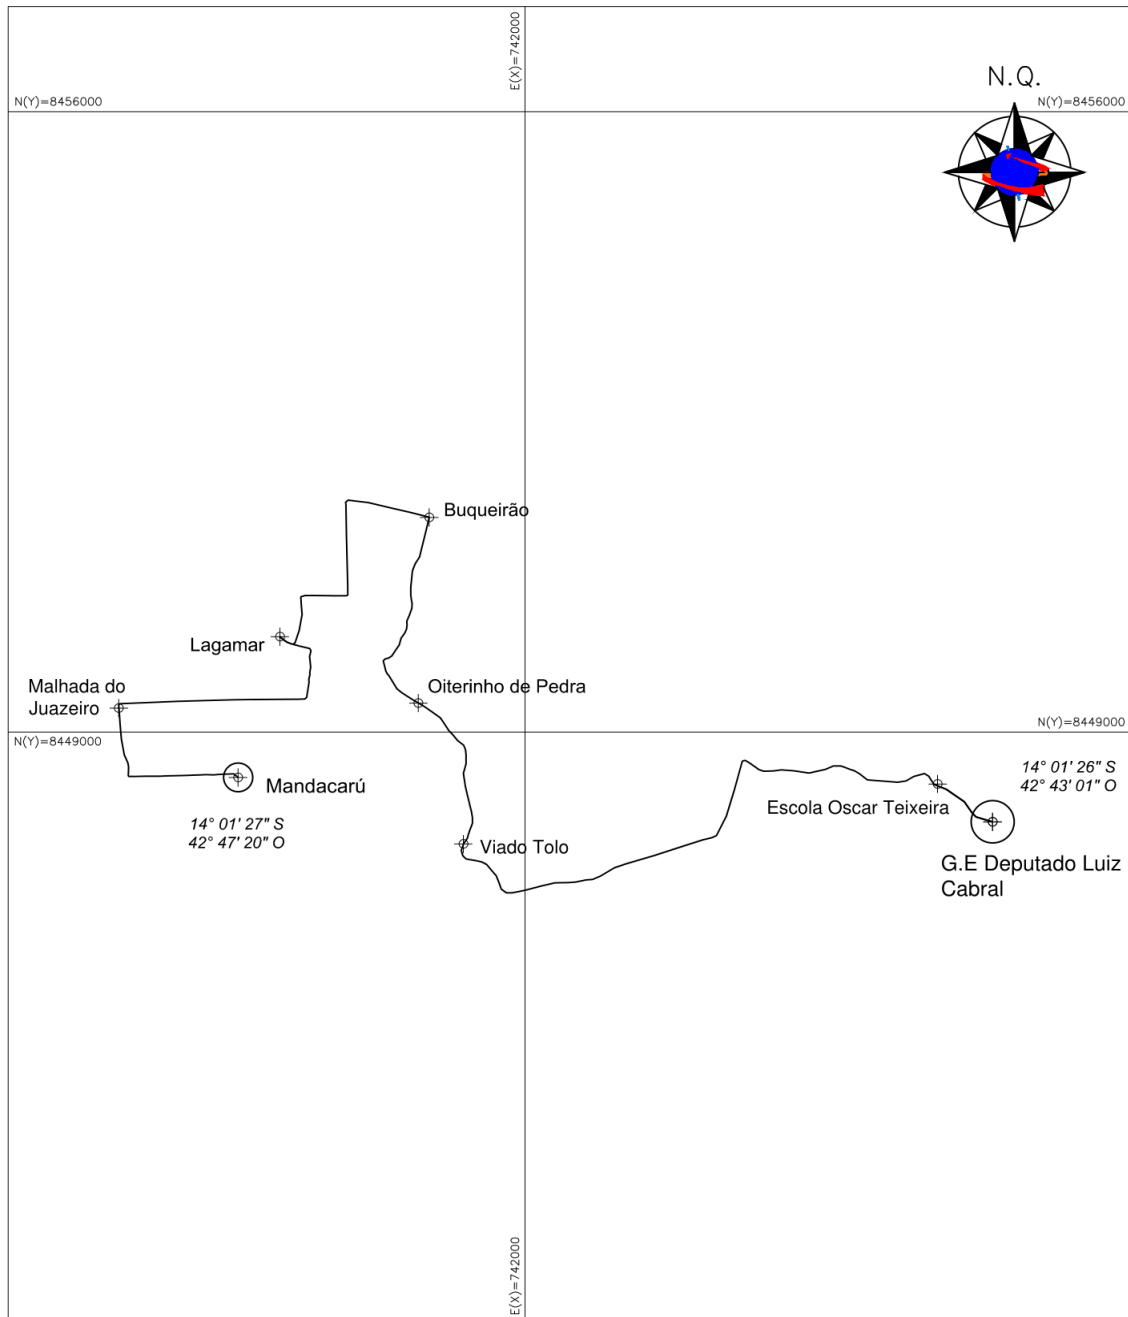 E(X)=742000
N.Q.
N(Y)=8456000
N(Y)=8456000
Buqueirão
Lagamar
Malhada do
Juazeiro
Oiterinho de Pedra
N(Y)=8449000
N(Y)=8449000
Mandacarú
14° 01' 27" S
42° 47' 20" O
Viado Tolo
14° 01' 26" S
42° 43' 01" O
Escola Oscar Teixeira
G.E Deputado Luiz
Cabral
E(X)=742000